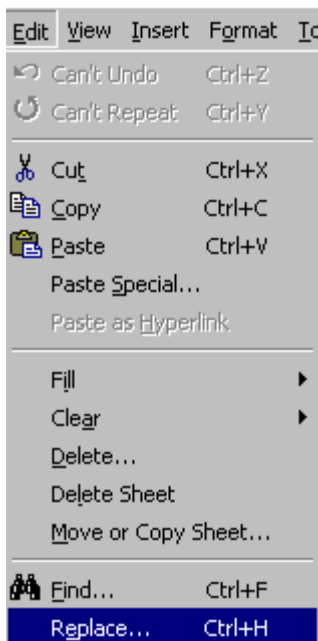 Edit View Insert Format To
Can't Undo Ctrl+Z
Can't Repeat Ctrl+Y
Cut Ctrl+X
Copy Ctrl+C
Paste Ctrl+V
Paste Special...
Paste as Hyperlink
Fill
Clear
Delete...
Delete Sheet
Move or Copy Sheet...
Find... Ctrl+F
Replace... Ctrl+H